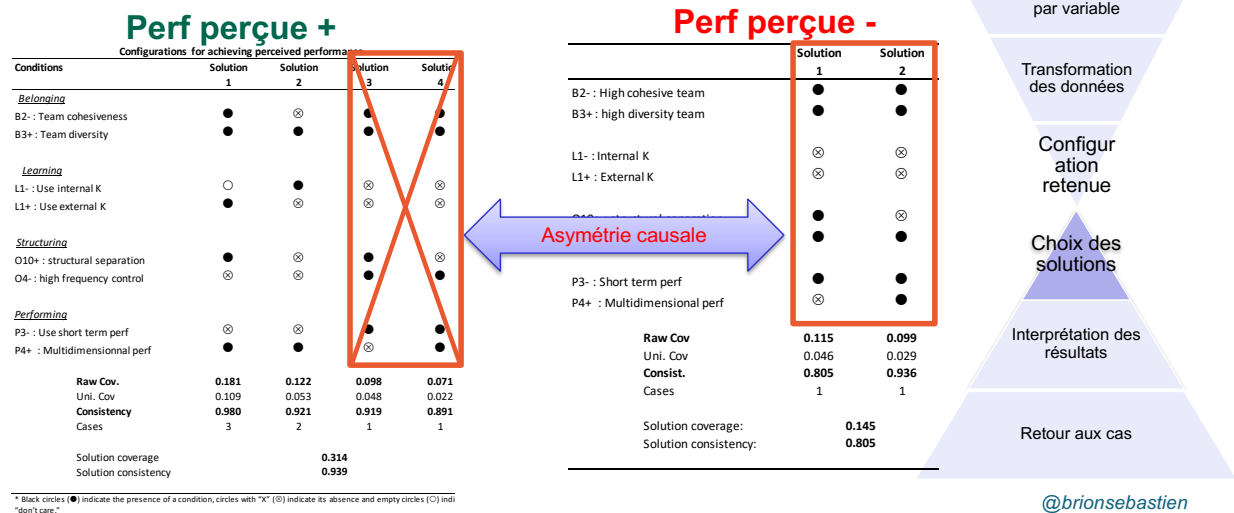 Perf perçue +
Configurations for achieving perceived performance
Conditions Solution Solution Solution Solution
1 2 3 4
Belonging
B2- : Team cohesiveness ● ⊗ ● ●
B3+ : Team diversity ● ● ● ●
Learning
L1- : Use internal K ○ ● ⊗ ⊗
L1+ : Use external K ● ⊗ ⊗ ⊗
Structuring
O10+ : structural separation ● ⊗ ● ⊗
O4- : high frequency control ⊗ ⊗ ● ●
Performing
P3- : Use short term perf ⊗ ⊗ ● ●
P4+ : Multidimensionnal perf ● ● ⊗ ●
Raw Cov. 0.181 0.122 0.098 0.071
Uni. Cov 0.109 0.053 0.048 0.022
Consistency 0.980 0.921 0.919 0.891
Cases 3 2 1 1
Solution coverage 0.314
Solution consistency 0.939
* Black circles (●) indicate the presence of a condition, circles with "X" (⊗) indicate its absence and empty circles (○) indi
"don't care."
Asymétrie causale
Perf perçue -
Solution Solution
1 2
B2- : High cohesive team ● ●
B3+ : high diversity team ● ●
L1- : Internal K ⊗ ⊗
L1+ : External K ⊗ ⊗
● ⊗
● ●
P3- : Short term perf ● ●
P4+ : Multidimensional perf ⊗ ●
Raw Cov 0.115 0.099
Uni. Cov 0.046 0.029
Consist. 0.805 0.936
Cases 1 1
Solution coverage: 0.145
Solution consistency: 0.805
par variable
Transformation
des données
Configur
ation
retenue
Choix des
solutions
Interprétation des
résultats
Retour aux cas
@brionsebastien